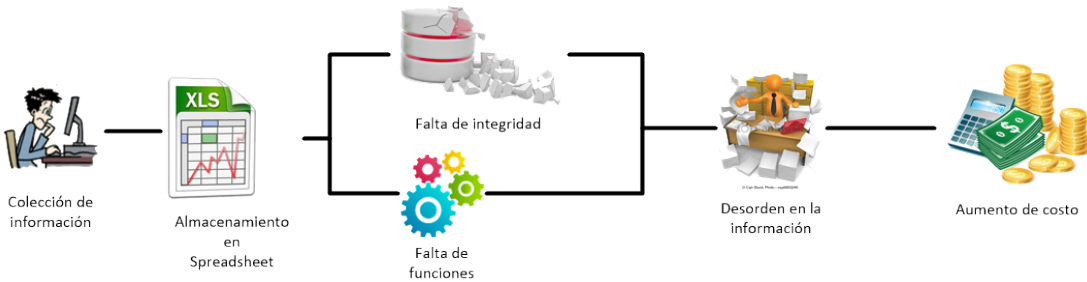 Colección de
información
XLS
Almacenamiento
en
Spreadsheet
Falta de integridad
Falta de
funciones
Desorden en la
información
Aumento de costo